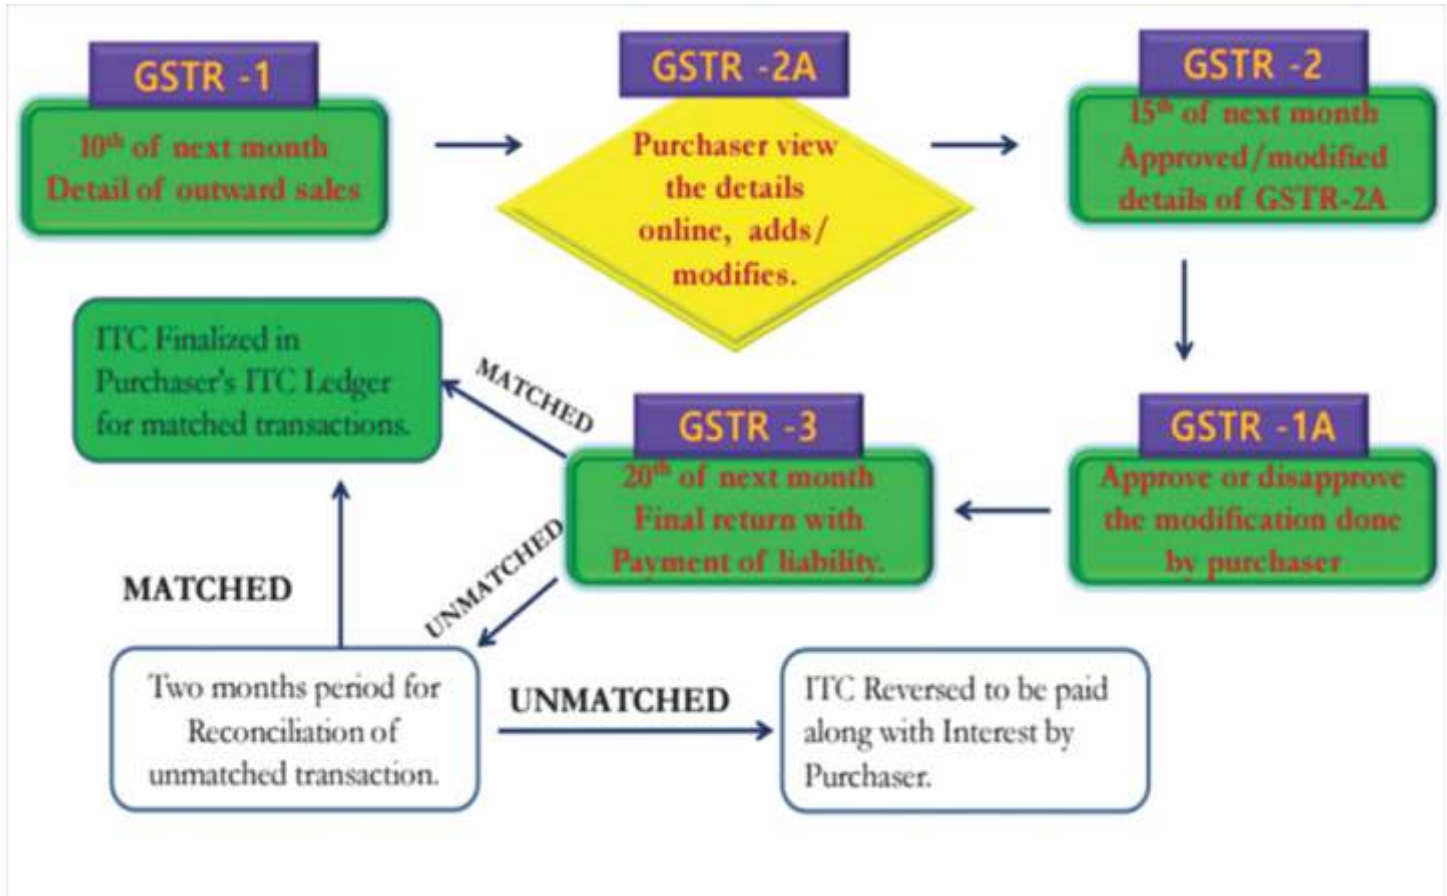 GSTR -1
10th of next month
Detail of outward sales
GSTR -2A
Purchaser view
the details
online, adds/
modifies.
GSTR -2
15th of next month
Approved/modified
details of GSTR-2A
GSTR -1A
Approve or disapprove
the modification done
by purchaser
GSTR -3
20th of next month
Final return with
Payment of liability.
MATCHED
ITC Finalized in
Purchaser's ITC Ledger
for matched transactions.
UNMATCHED
MATCHED
Two months period for
Reconciliation of
unmatched transaction.
UNMATCHED
ITC Reversed to be paid
along with Interest by
Purchaser.